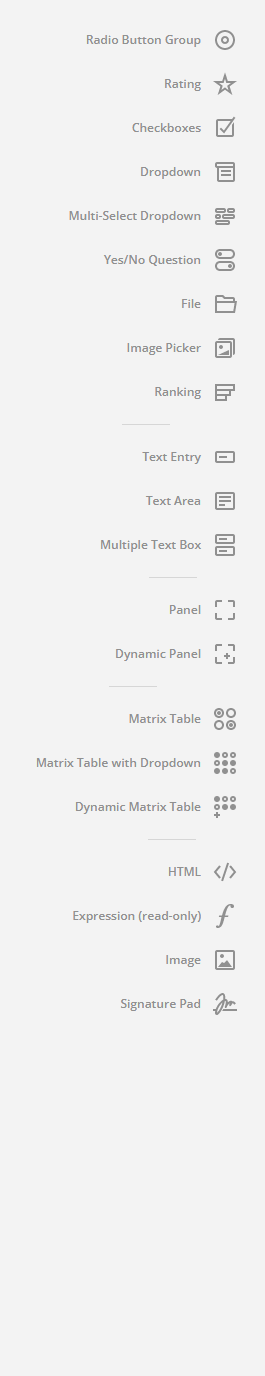 Radio Button Group
Rating
Checkboxes
Dropdown
Multi-Select Dropdown
Yes/No Question
File
Image Picker
Ranking
Text Entry
Text Area
Multiple Text Box
Panel
Dynamic Panel
Matrix Table
Matrix Table with Dropdown
Dynamic Matrix Table
HTML
Expression (read-only)
Image
Signature Pad